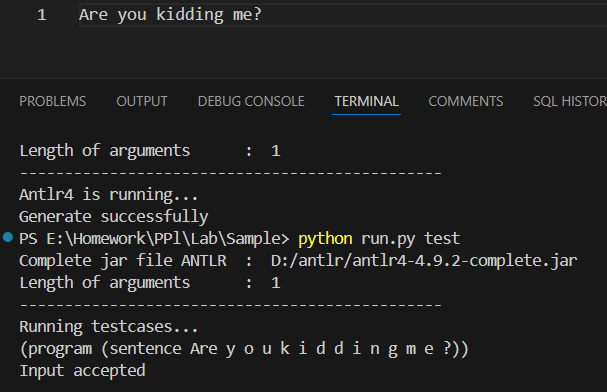 1 Are you kidding me?
PROBLEMS OUTPUT DEBUG CONSOLE TERMINAL COMMENTS SQL HISTOR
Length of arguments : 1
----------------------------------------------
Antlr4 is running...
Generate successfully
PS E:\Homework\PPl\Lab\Sample> python run.py test
Complete jar file ANTLR : D:/antlr/antlr4-4.9.2-complete.jar
Length of arguments : 1
----------------------------------------------
Running testcases...
(program (sentence Are y o u k i d d i n g m e ?))
Input accepted